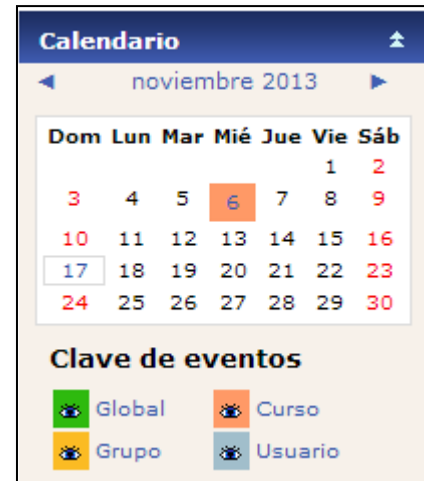 Calendario
◄ noviembre 2013 ►
Dom Lun Mar Mié Jue Vie Sáb
1 2
3 4 5 6 7 8 9
10 11 12 13 14 15 16
17 18 19 20 21 22 23
24 25 26 27 28 29 30
Clave de eventos
Global Curso
Grupo Usuario